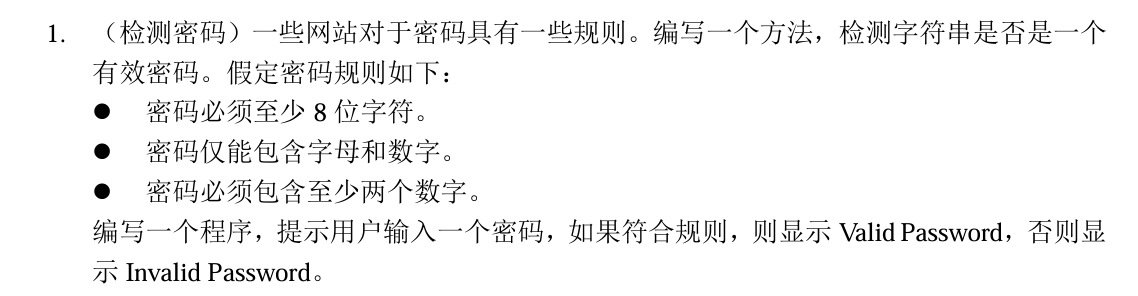 1. （检测密码）一些网站对于密码具有一些规则。编写一个方法，检测字符串是否是一个
有效密码。假定密码规则如下：
● 密码必须至少 8 位字符。
● 密码仅能包含字母和数字。
● 密码必须包含至少两个数字。
编写一个程序，提示用户输入一个密码，如果符合规则，则显示 Valid Password，否则显
示 Invalid Password。